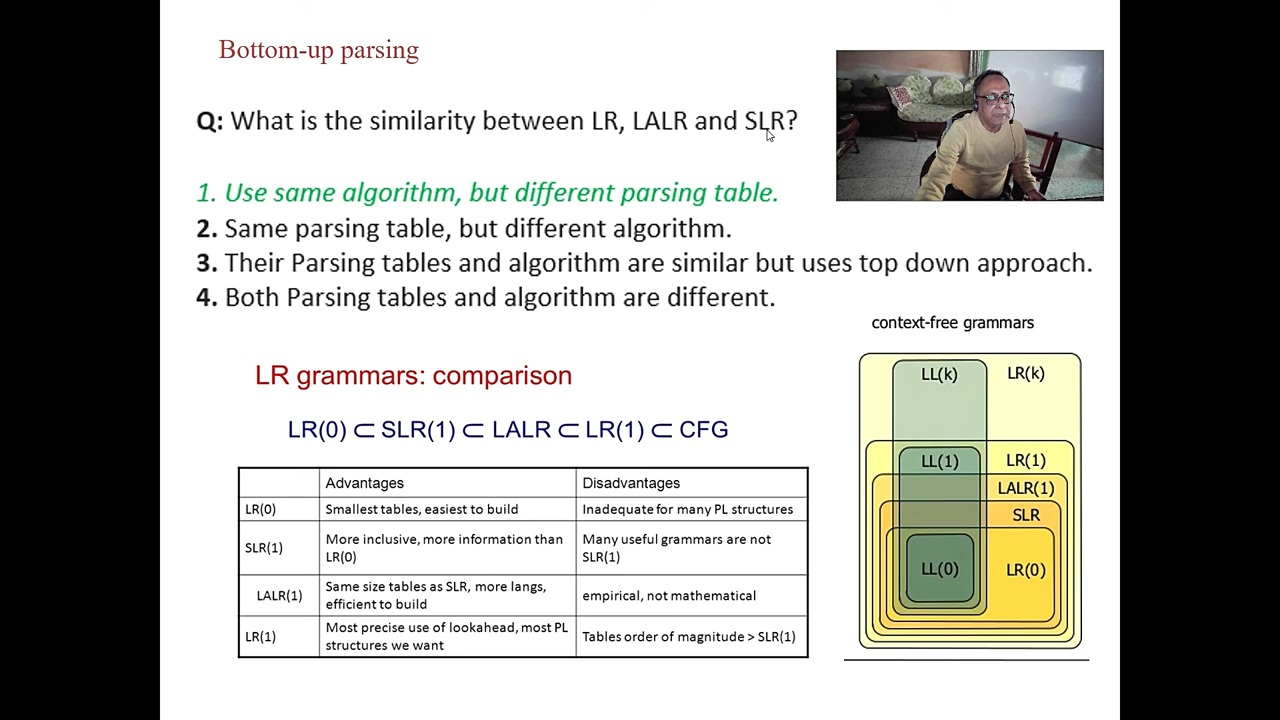 Bottom-up parsing
Q: What is the similarity between LR, LALR and SLR?
1. Use same algorithm, but different parsing table.
2. Same parsing table, but different algorithm.
3. Their Parsing tables and algorithm are similar but uses top down approach.
4. Both Parsing tables and algorithm are different.
LR grammars: comparison
LR(0) ⊂ SLR(1) ⊂ LALR ⊂ LR(1) ⊂ CFG
Advantages
Disadvantages
LR(0)
Smallest tables, easiest to build
Inadequate for many PL structures
SLR(1)
More inclusive, more information than
LR(0)
Many useful grammars are not
SLR(1)
LALR(1)
Same size tables as SLR, more langs,
efficient to build
empirical, not mathematical
LR(1)
Most precise use of lookahead, most PL
structures we want
Tables order of magnitude > SLR(1)
context-free grammars
LL(k)
LR(k)
LL(1)
LR(1)
LALR(1)
SLR
LL(0)
LR(0)